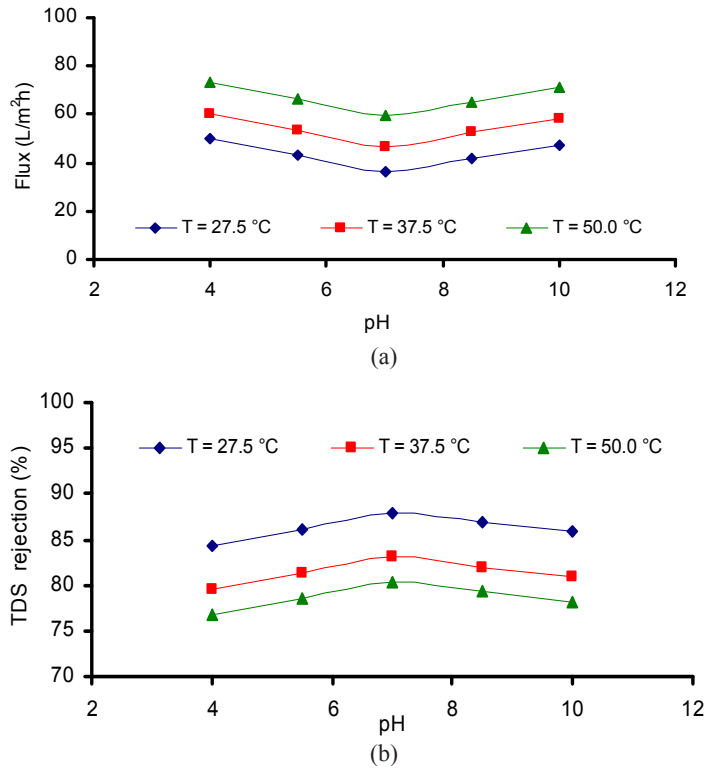 100
80
60
40
20
0
Flux (L/m²h)
T = 27.5 °C T = 37.5 °C T = 50.0 °C
2 4 6 8 10 12
pH
(a)
100
95
90
85
80
75
70
TDS rejection (%)
T = 27.5 °C T = 37.5 °C T = 50.0 °C
2 4 6 8 10 12
pH
(b)